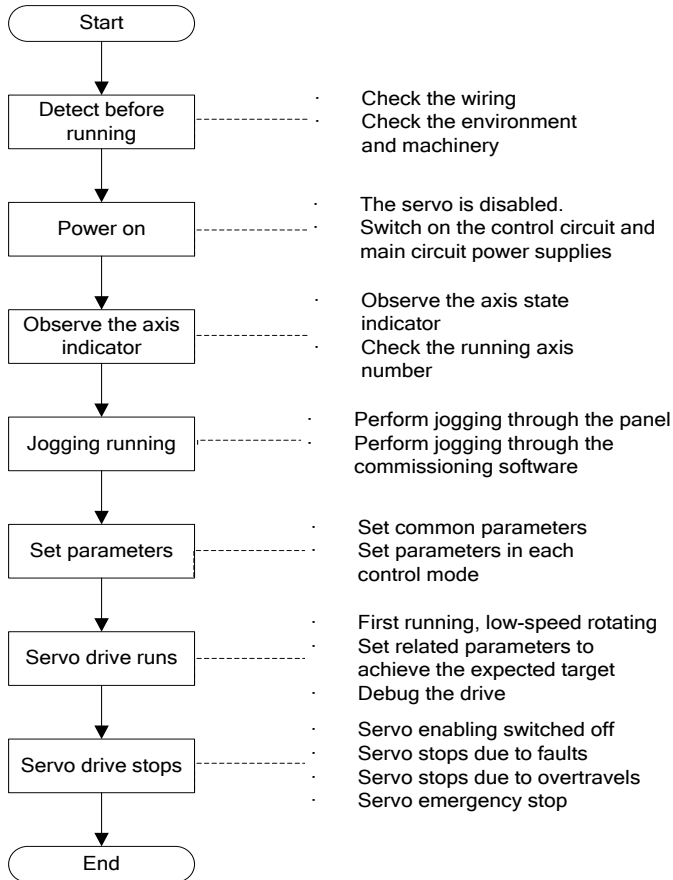 Start
Detect before
running
· Check the wiring
· Check the environment
and machinery
Power on
· The servo is disabled.
· Switch on the control circuit and
main circuit power supplies
Observe the axis
indicator
· Observe the axis state
indicator
· Check the running axis
number
Jogging running
· Perform jogging through the panel
· Perform jogging through the
commissioning software
Set parameters
· Set common parameters
· Set parameters in each
control mode
Servo drive runs
· First running, low-speed rotating
· Set related parameters to
achieve the expected target
· Debug the drive
Servo drive stops
· Servo enabling switched off
· Servo stops due to faults
· Servo stops due to overtravels
· Servo emergency stop
End